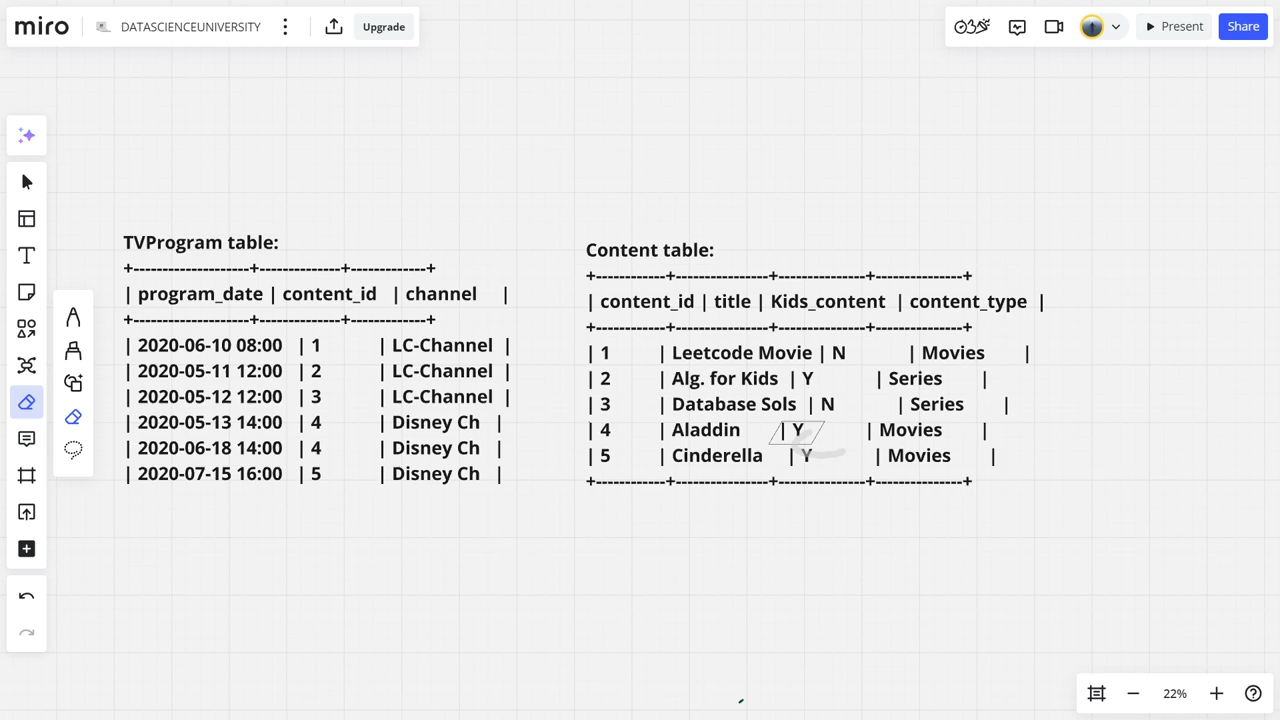 miro DATASCIENCEUNIVERSITY Upgrade Present Share
TVProgram table:
+--------------------+--------------+-------------+
| program_date | content_id | channel |
+--------------------+--------------+-------------+
| 2020-06-10 08:00 | 1 | LC-Channel |
| 2020-05-11 12:00 | 2 | LC-Channel |
| 2020-05-12 12:00 | 3 | LC-Channel |
| 2020-05-13 14:00 | 4 | Disney Ch |
| 2020-06-18 14:00 | 4 | Disney Ch |
| 2020-07-15 16:00 | 5 | Disney Ch |
Content table:
+------------+----------------+---------------+---------------+
| content_id | title | Kids_content | content_type |
+------------+----------------+---------------+---------------+
| 1 | Leetcode Movie | N | Movies |
| 2 | Alg. for Kids | Y | Series |
| 3 | Database Sols | N | Series |
| 4 | Aladdin | Y | Movies |
| 5 | Cinderella | Y | Movies |
+------------+----------------+---------------+---------------+
22%